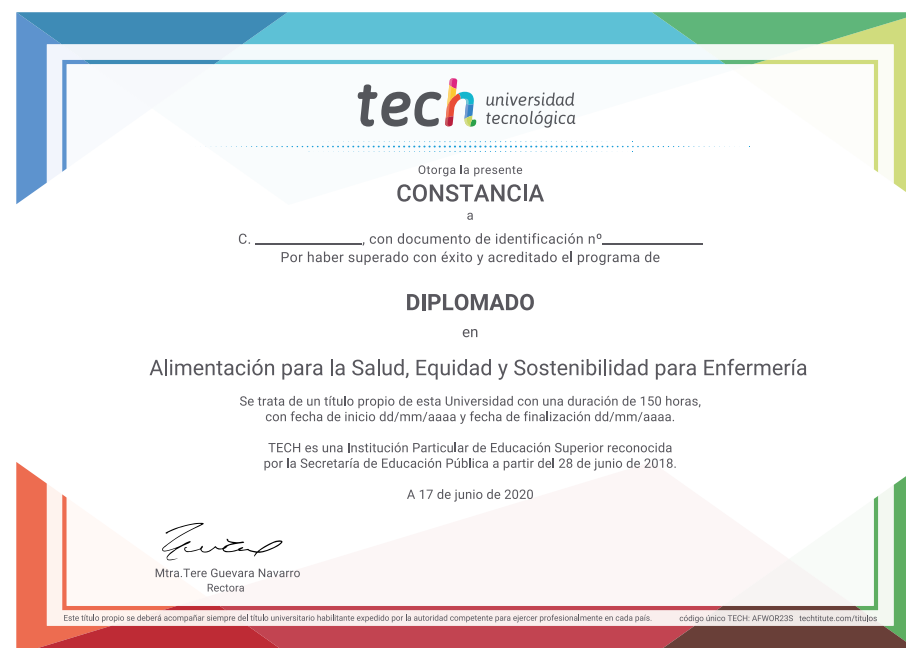 tech universidad
tecnológica
Otorga la presente
CONSTANCIA
a
C. ____________, con documento de identificación nº____________
Por haber superado con éxito y acreditado el programa de
DIPLOMADO
en
Alimentación para la Salud, Equidad y Sostenibilidad para Enfermería
Se trata de un título propio de esta Universidad con una duración de 150 horas,
con fecha de inicio dd/mm/aaaa y fecha de finalización dd/mm/aaaa.
TECH es una Institución Particular de Educación Superior reconocida
por la Secretaría de Educación Pública a partir del 28 de junio de 2018.
A 17 de junio de 2020
Mtra.Tere Guevara Navarro
Rectora
Este título propio se deberá acompañar siempre del título universitario habilitante expedido por la autoridad competente para ejercer profesionalmente en cada país. código único TECH: AFWOR23S techtitute.com/titulos